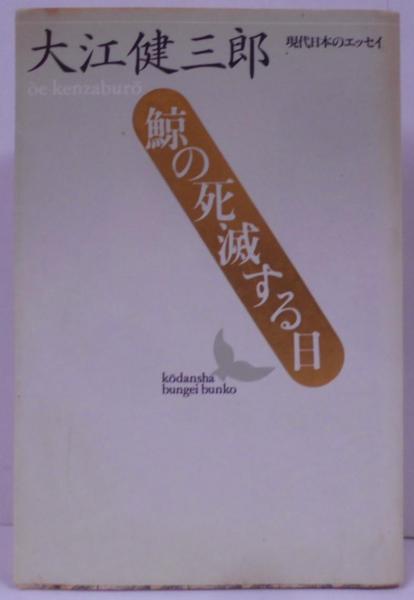 大江健三郎
現代日本のエッセイ
ōe kenzaburō
鯨の死滅する日
kōdansha
bungei bunko